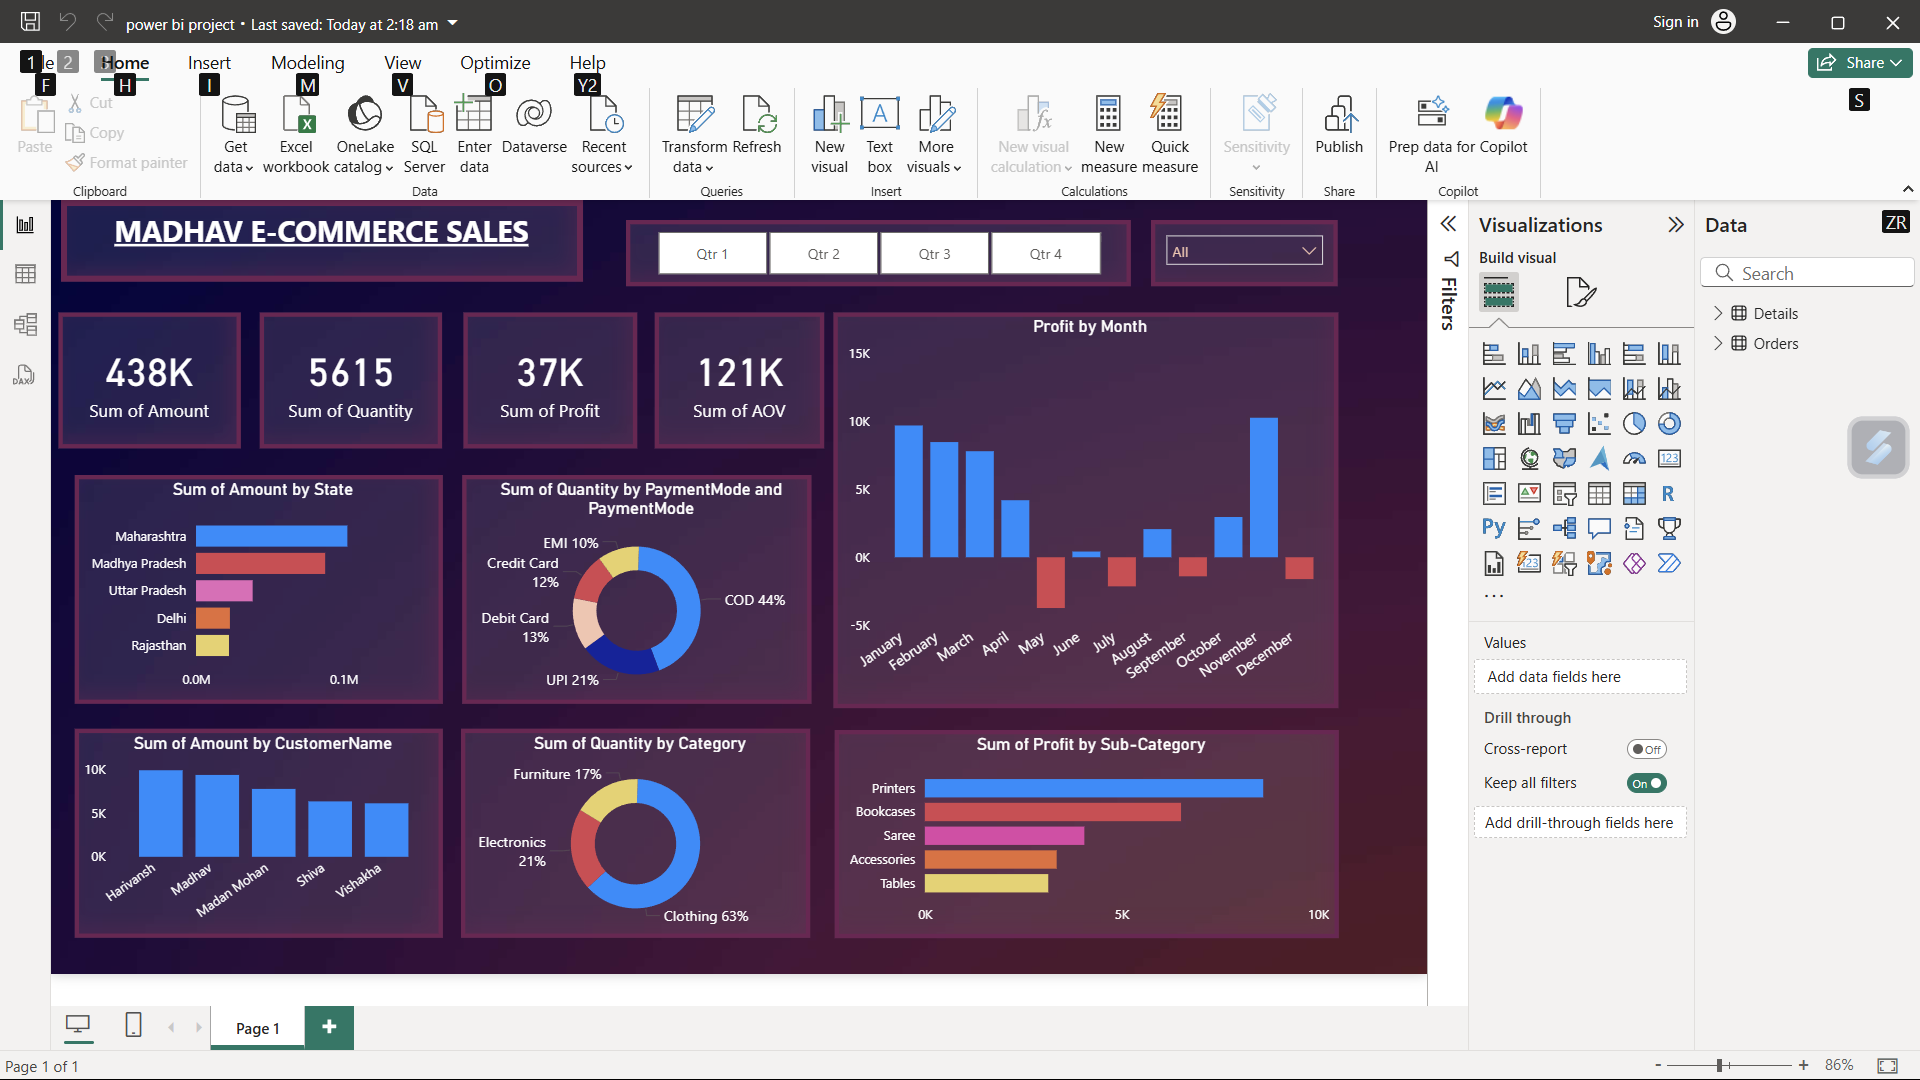 power bi project • Last saved: Today at 2:18 am
Sign in
1 le 2 Home Insert Modeling View Optimize Help
Share
F H I M V O Y2 S
Paste
Cut
Copy
Format painter
Clipboard
Get data
Excel workbook
OneLake catalog
SQL Server
Enter data
Dataverse
Recent sources
Data
Transform data
Refresh
Queries
New visual
Text box
More visuals
Insert
New visual calculation
New measure
Quick measure
Calculations
Sensitivity
Sensitivity
Publish
Share
Prep data for AI
Copilot
Copilot
MADHAV E-COMMERCE SALES
Qtr 1 Qtr 2 Qtr 3 Qtr 4
All
438K
Sum of Amount
5615
Sum of Quantity
37K
Sum of Profit
121K
Sum of AOV
Profit by Month
15K
10K
5K
0K
-5K
January
February
March
April
May
June
July
August
September
October
November
December
Sum of Amount by State
Maharashtra
Madhya Pradesh
Uttar Pradesh
Delhi
Rajasthan
0.0M 0.1M
Sum of Quantity by PaymentMode and
PaymentMode
EMI 10%
Credit Card
12%
Debit Card
13%
UPI 21%
COD 44%
Sum of Amount by CustomerName
10K
5K
0K
Harivansh
Madhav
Madan Mohan
Shiva
Vishakha
Sum of Quantity by Category
Furniture 17%
Electronics
21%
Clothing 63%
Sum of Profit by Sub-Category
Printers
Bookcases
Saree
Accessories
Tables
0K 5K 10K
Filters
Visualizations
Build visual
123
R
Py
123
...
Values
Add data fields here
Drill through
Cross-report Off
Keep all filters On
Add drill-through fields here
Data ZR
Search
Details
Orders
DAX
Page 1 +
Page 1 of 1
- + 86%